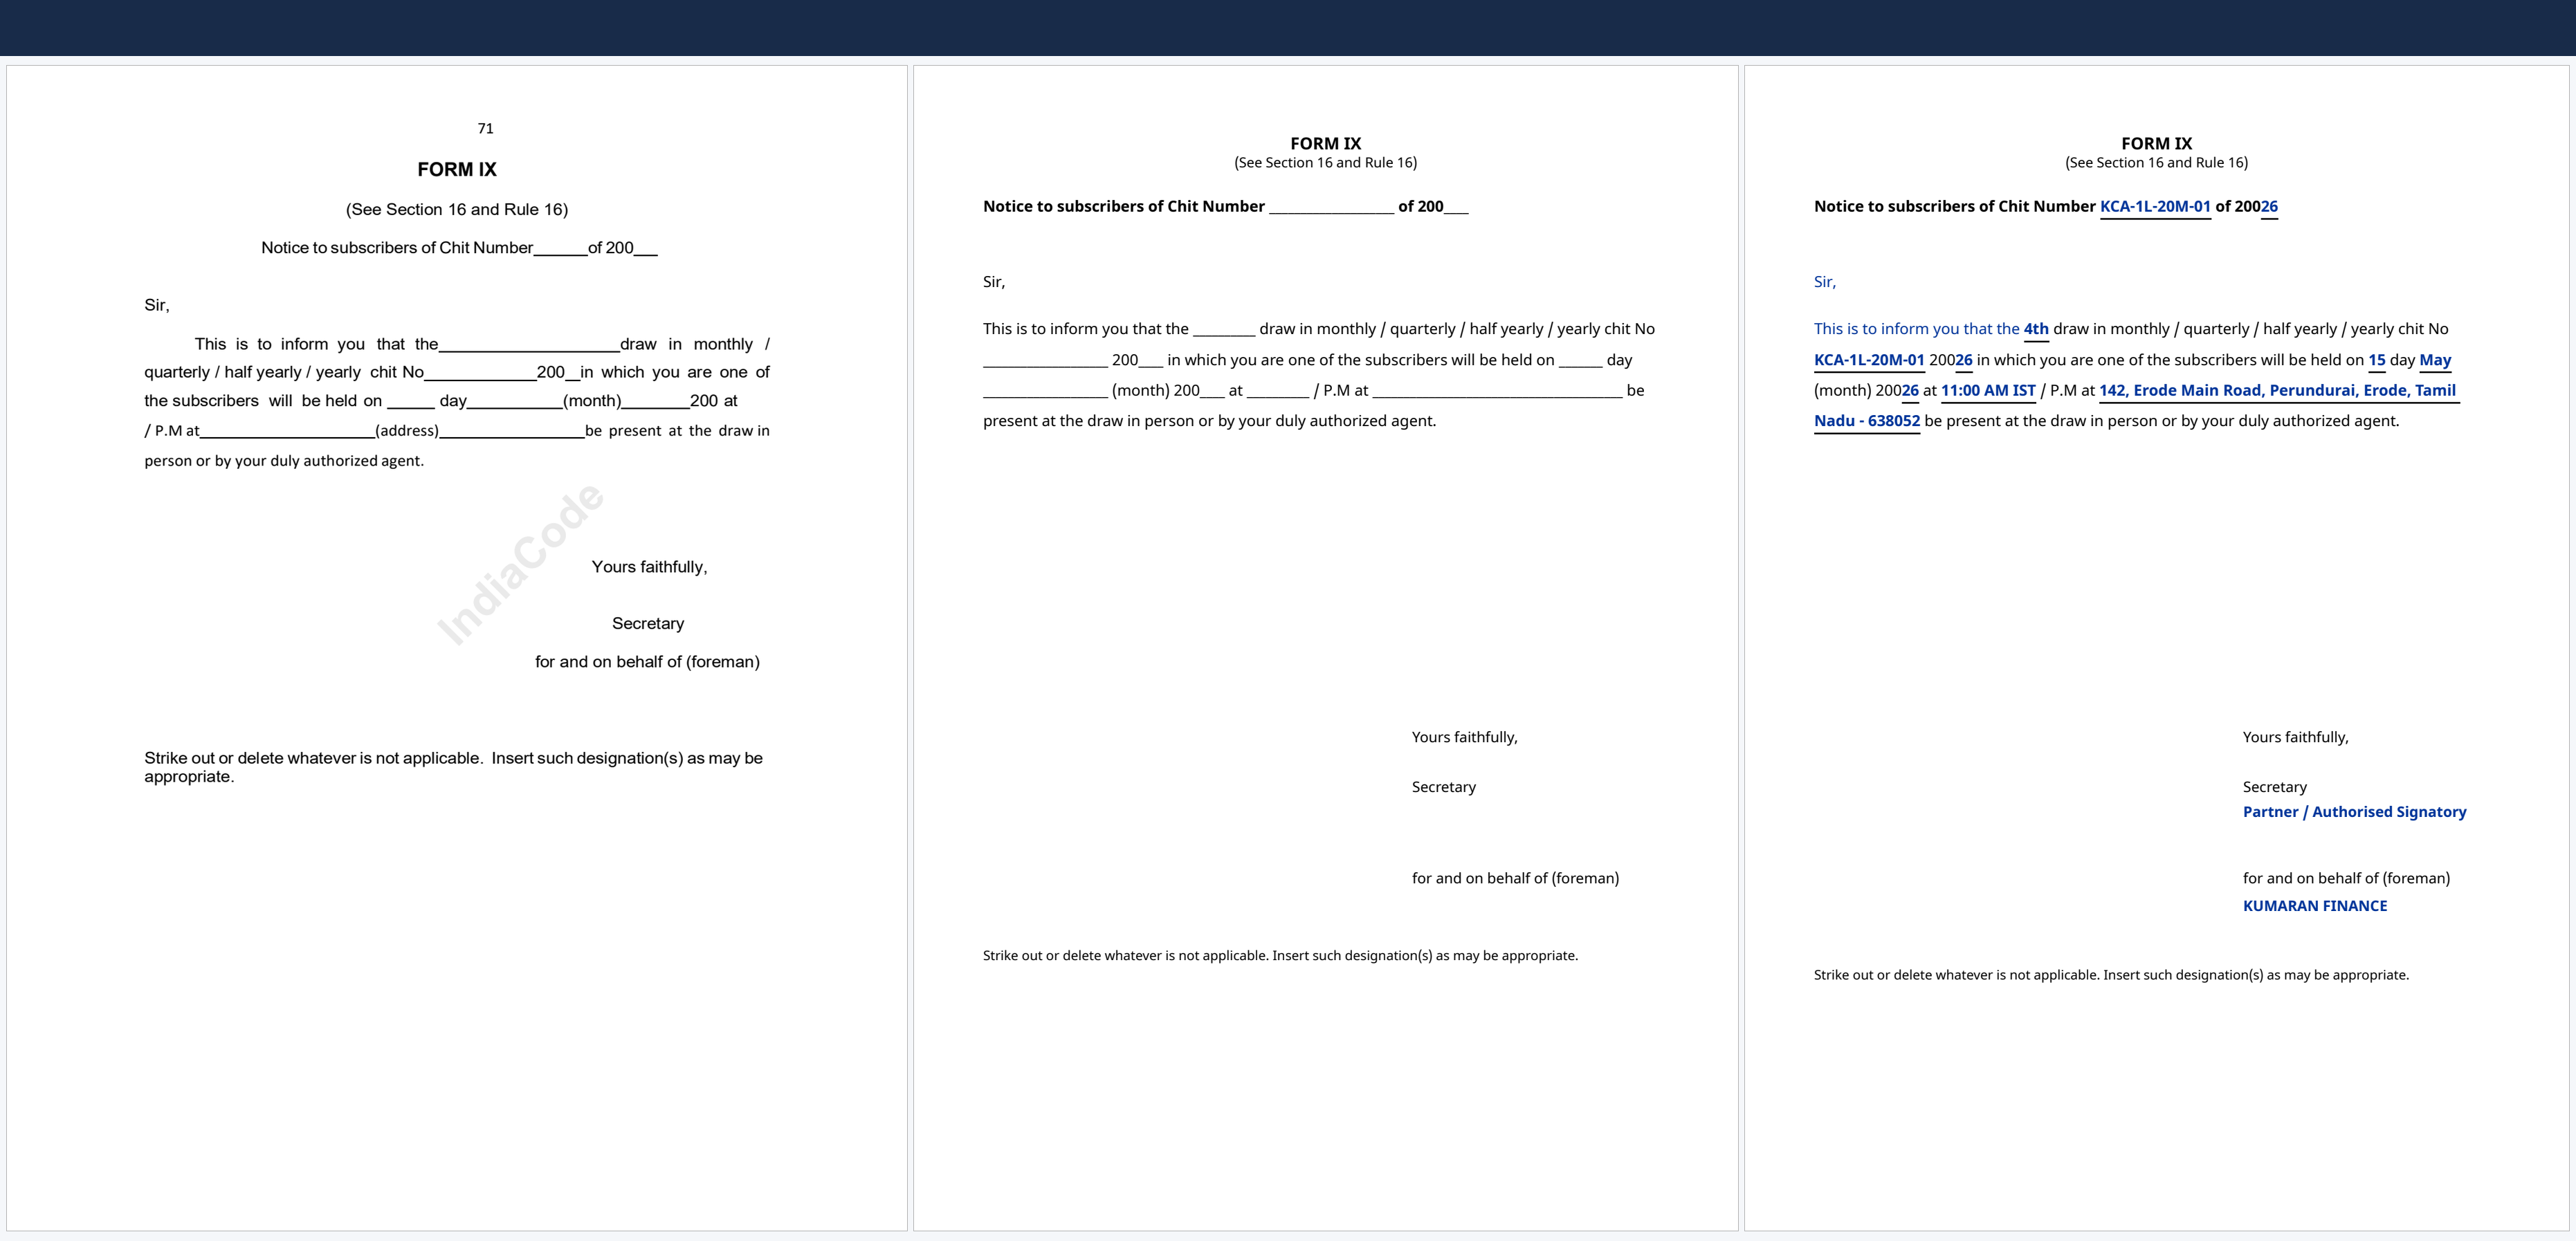 71
FORM IX
(See Section 16 and Rule 16)
Notice to subscribers of Chit Number______of 200___
Sir,
This is to inform you that the____________________draw in monthly /
quarterly / half yearly / yearly chit No____________200__in which you are one of
the subscribers will be held on _____ day__________(month)_______200 at
/ P.M at____________________(address)________________be present at the draw in
person or by your duly authorized agent.
IndiaCode
Yours faithfully,
Secretary
for and on behalf of (foreman)
Strike out or delete whatever is not applicable. Insert such designation(s) as may be
appropriate.
FORM IX
(See Section 16 and Rule 16)
Notice to subscribers of Chit Number _______________ of 200___
Sir,
This is to inform you that the ________ draw in monthly / quarterly / half yearly / yearly chit No
________________ 200___ in which you are one of the subscribers will be held on ______ day
________________ (month) 200___ at ________ / P.M at ________________________________ be
present at the draw in person or by your duly authorized agent.
Yours faithfully,
Secretary
for and on behalf of (foreman)
Strike out or delete whatever is not applicable. Insert such designation(s) as may be appropriate.
FORM IX
(See Section 16 and Rule 16)
Notice to subscribers of Chit Number KCA-1L-20M-01 of 20026
Sir,
This is to inform you that the 4th draw in monthly / quarterly / half yearly / yearly chit No
KCA-1L-20M-01 20026 in which you are one of the subscribers will be held on 15 day May
(month) 20026 at 11:00 AM IST / P.M at 142, Erode Main Road, Perundurai, Erode, Tamil
Nadu - 638052 be present at the draw in person or by your duly authorized agent.
Yours faithfully,
Secretary
Partner / Authorised Signatory
for and on behalf of (foreman)
KUMARAN FINANCE
Strike out or delete whatever is not applicable. Insert such designation(s) as may be appropriate.